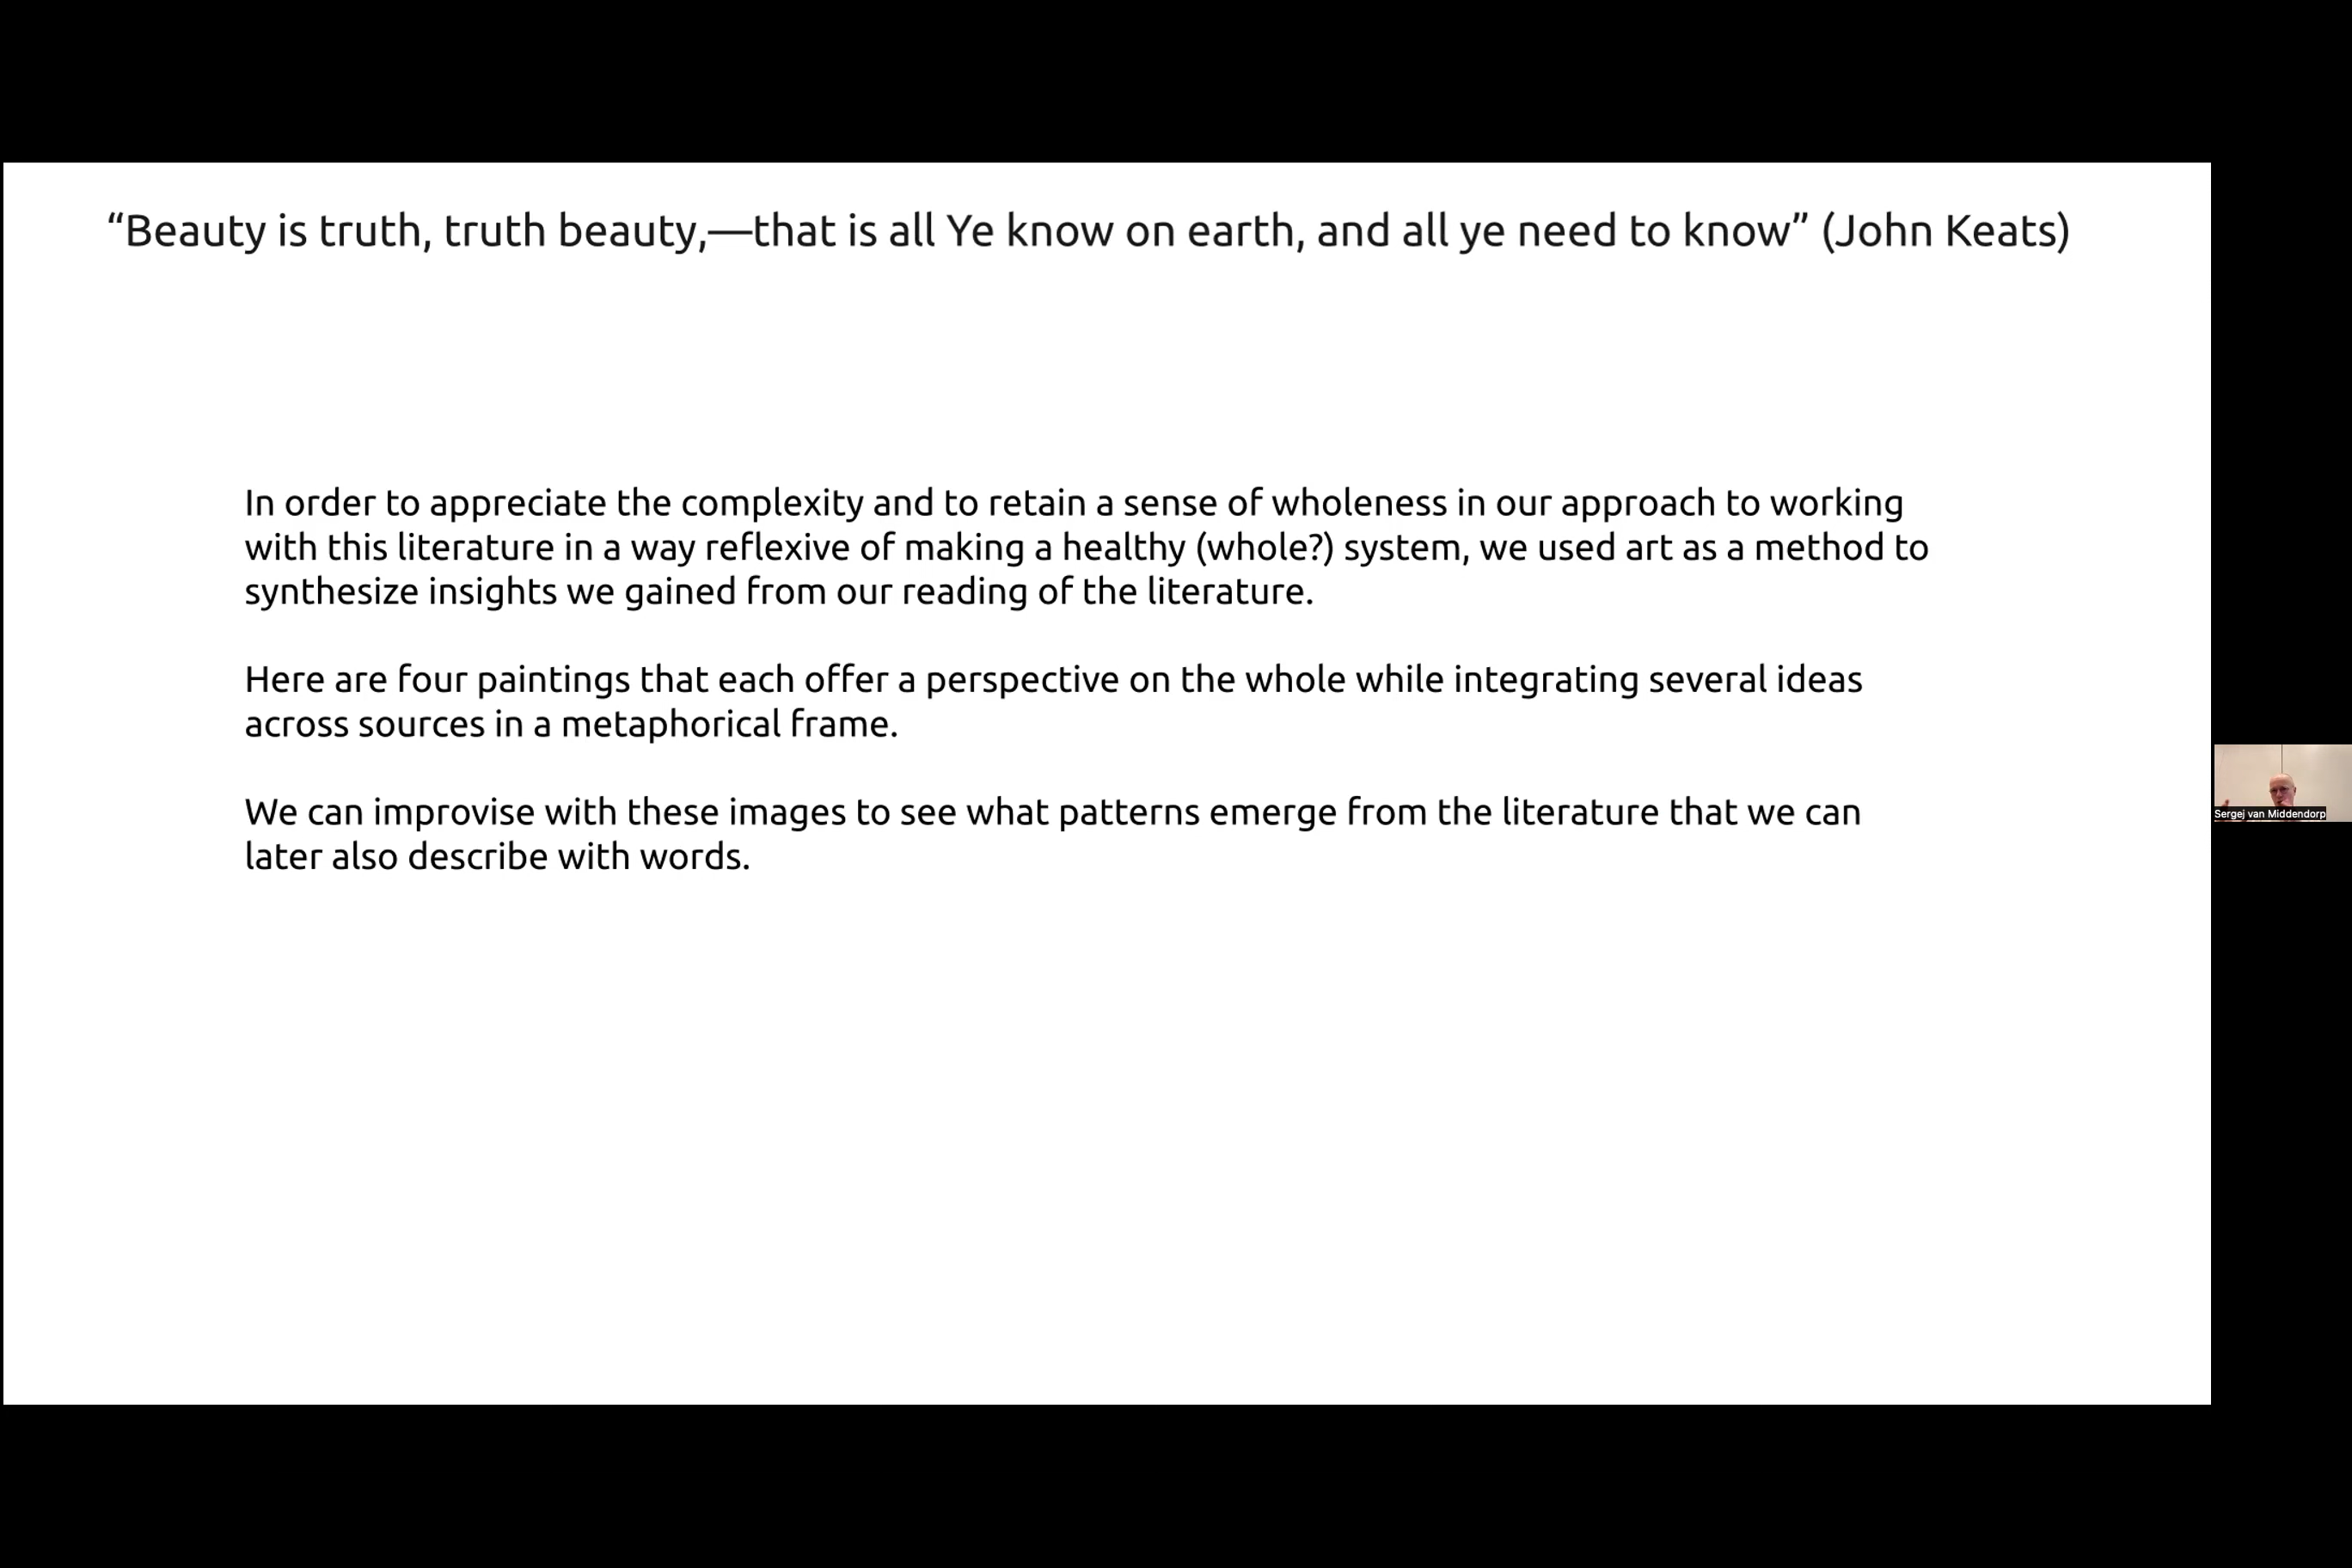 “Beauty is truth, truth beauty,—that is all Ye know on earth, and all ye need to know” (John Keats)
In order to appreciate the complexity and to retain a sense of wholeness in our approach to working
with this literature in a way reflexive of making a healthy (whole?) system, we used art as a method to
synthesize insights we gained from our reading of the literature.
Here are four paintings that each offer a perspective on the whole while integrating several ideas
across sources in a metaphorical frame.
We can improvise with these images to see what patterns emerge from the literature that we can
later also describe with words.
Sergej van Middendorp